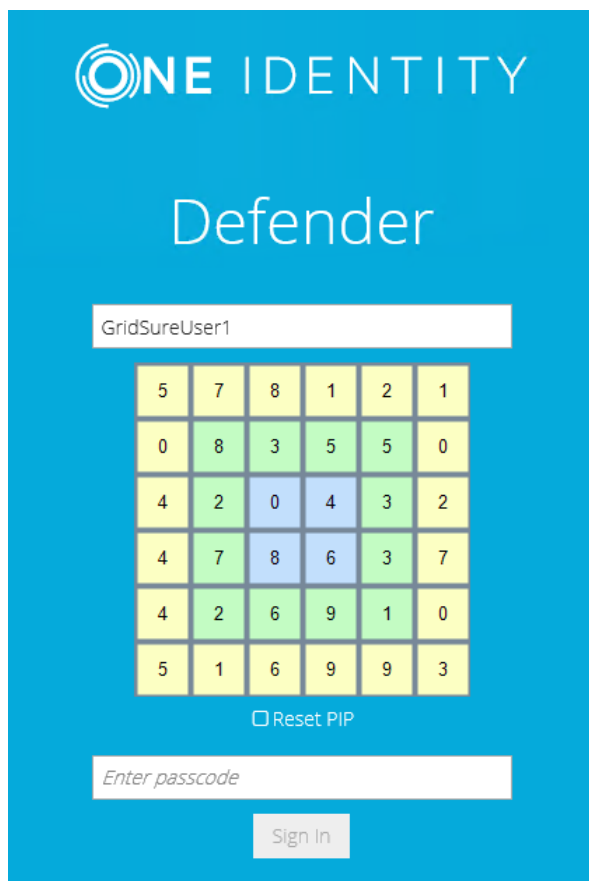 ONE IDENTITY
Defender
GridSureUser1
5 7 8 1 2 1
0 8 3 5 5 0
4 2 0 4 3 2
4 7 8 6 3 7
4 2 6 9 1 0
5 1 6 9 9 3
Reset PIP
Enter passcode
Sign In